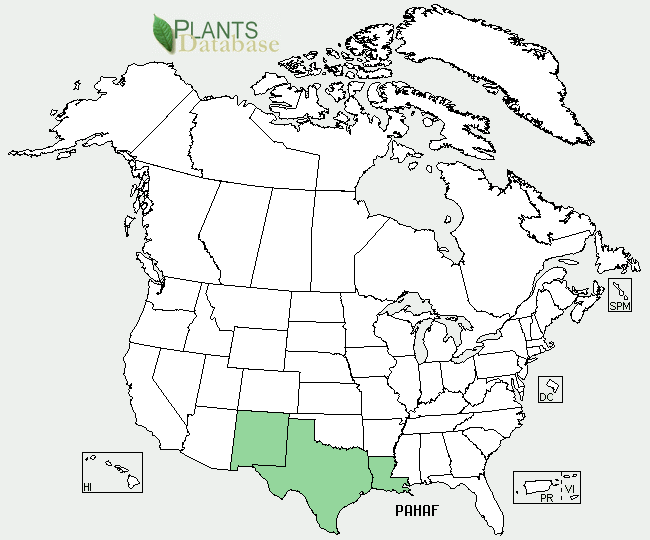 PLANTS
Database
SPM
DC
HI
PR
VI
PAHAF